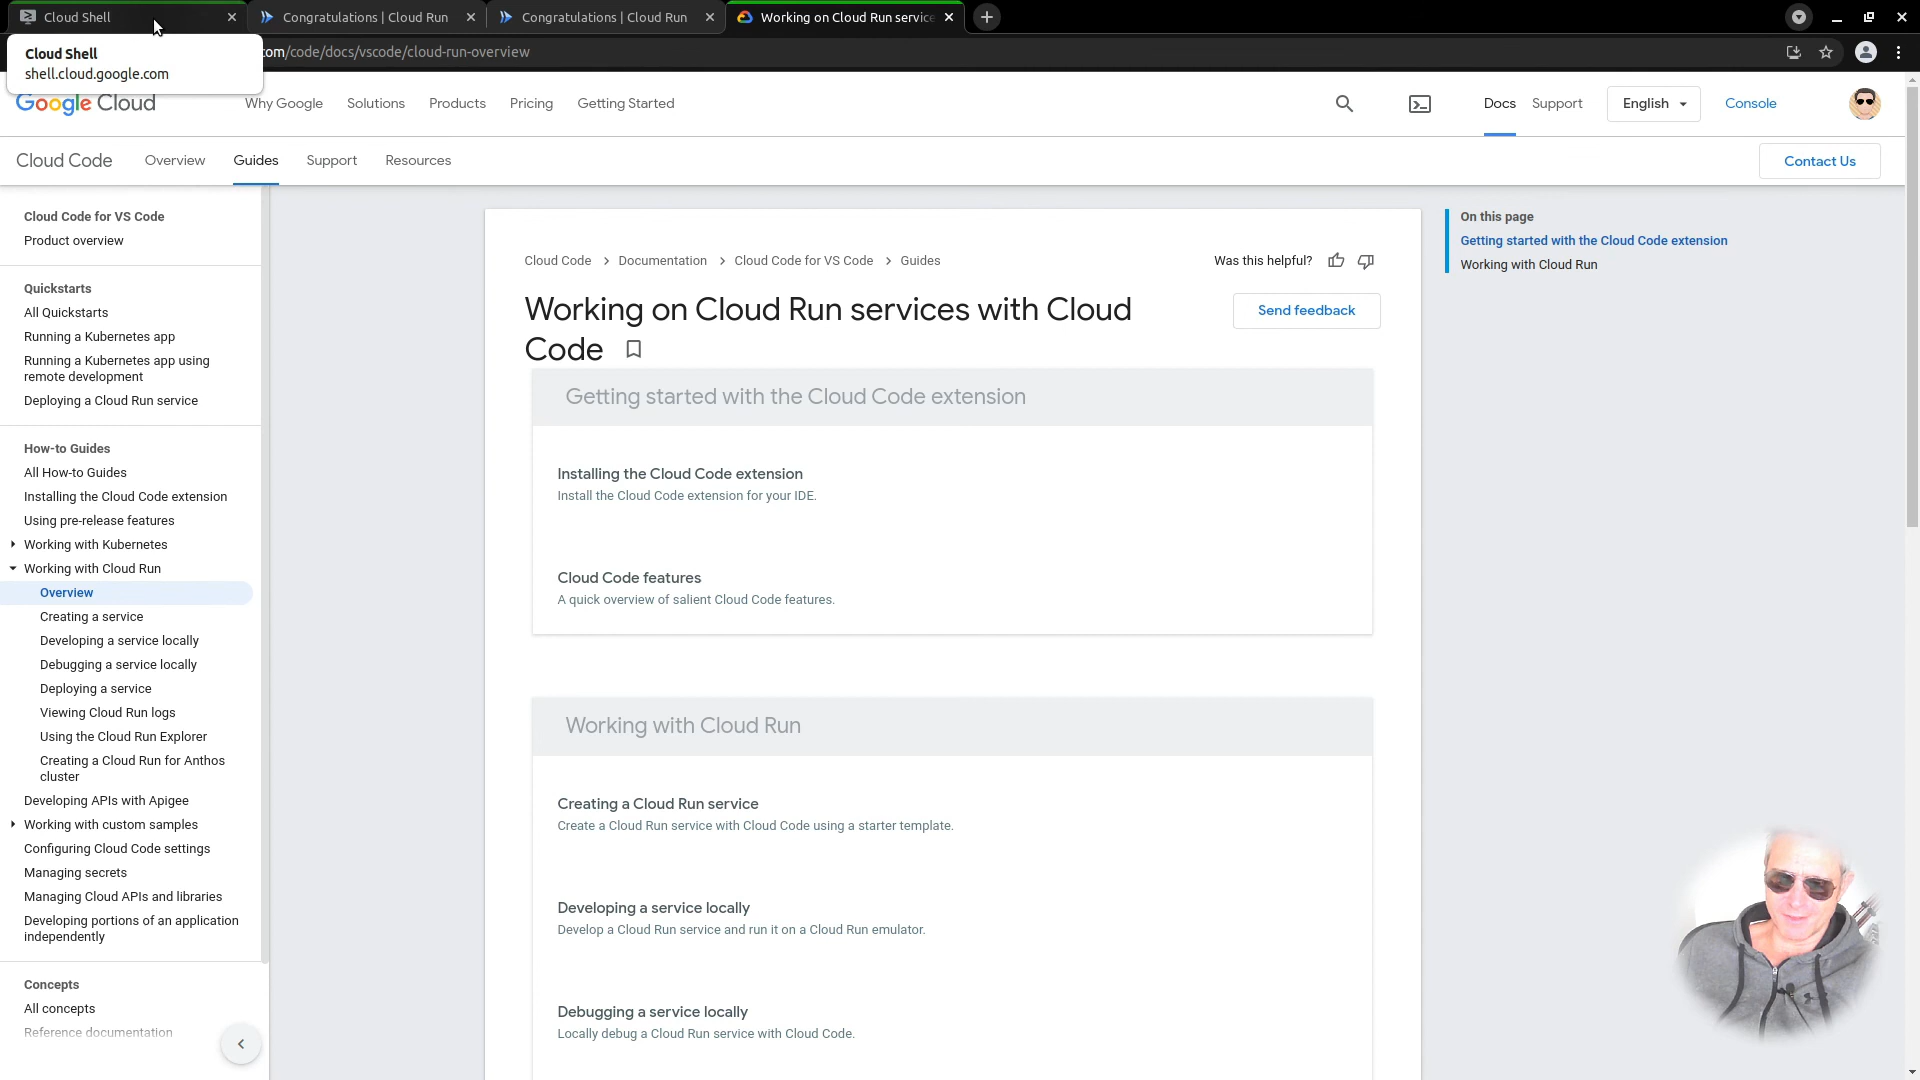 Cloud Shell
Congratulations | Cloud Run
Congratulations | Cloud Run
Working on Cloud Run service
Cloud Shell
shell.cloud.google.com
com/code/docs/vscode/cloud-run-overview
Google Cloud
Why Google
Solutions
Products
Pricing
Getting Started
Docs
Support
English
Console
Cloud Code
Overview
Guides
Support
Resources
Contact Us
Cloud Code for VS Code
Product overview
Quickstarts
All Quickstarts
Running a Kubernetes app
Running a Kubernetes app using
remote development
Deploying a Cloud Run service
How-to Guides
All How-to Guides
Installing the Cloud Code extension
Using pre-release features
Working with Kubernetes
Working with Cloud Run
Overview
Creating a service
Developing a service locally
Debugging a service locally
Deploying a service
Viewing Cloud Run logs
Using the Cloud Run Explorer
Creating a Cloud Run for Anthos
cluster
Developing APIs with Apigee
Working with custom samples
Configuring Cloud Code settings
Managing secrets
Managing Cloud APIs and libraries
Developing portions of an application
independently
Concepts
All concepts
Reference documentation
Cloud Code > Documentation > Cloud Code for VS Code > Guides
Was this helpful?
Working on Cloud Run services with Cloud
Code
Send feedback
Getting started with the Cloud Code extension
Installing the Cloud Code extension
Install the Cloud Code extension for your IDE.
Cloud Code features
A quick overview of salient Cloud Code features.
Working with Cloud Run
Creating a Cloud Run service
Create a Cloud Run service with Cloud Code using a starter template.
Developing a service locally
Develop a Cloud Run service and run it on a Cloud Run emulator.
Debugging a service locally
Locally debug a Cloud Run service with Cloud Code.
On this page
Getting started with the Cloud Code extension
Working with Cloud Run